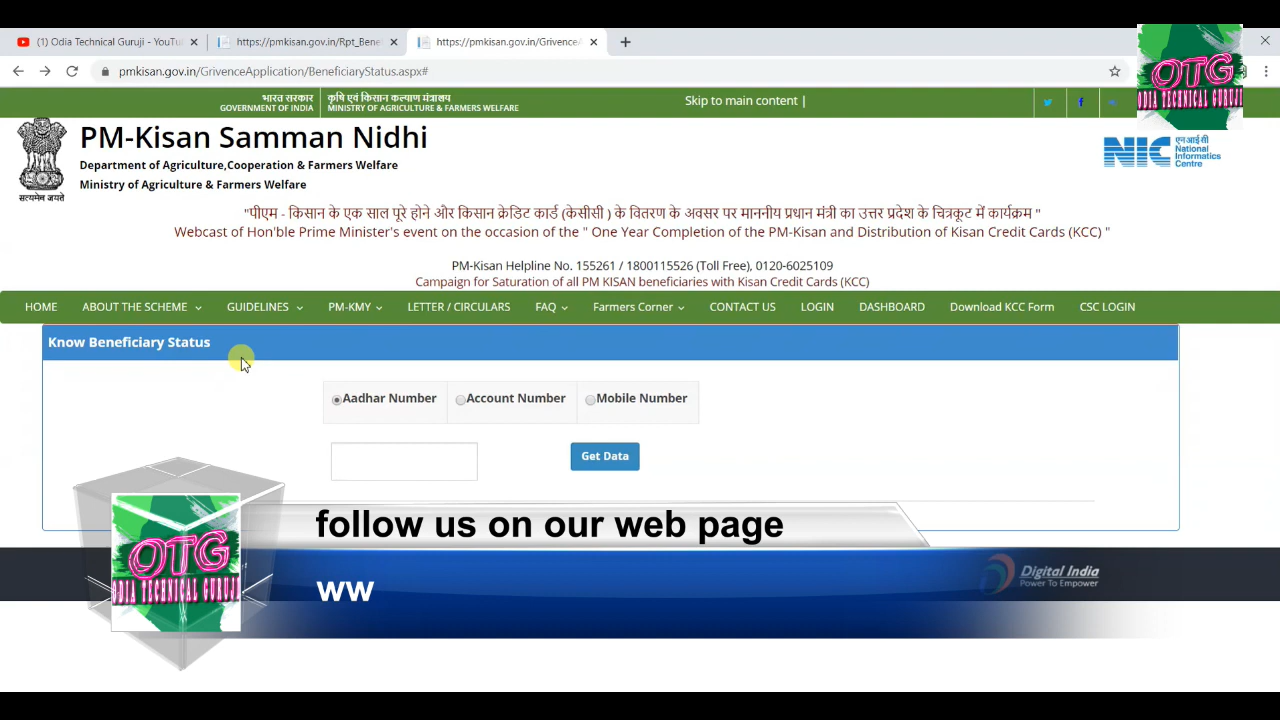 (1) Odia Technical Guruji - YouTu
https://pmkisan.gov.in/Rpt_Bene
https://pmkisan.gov.in/Grivence
pmkisan.gov.in/GrivenceApplication/BeneficiaryStatus.aspx#
OTG
ODIA TECHNICAL GURUJI
भारत सरकार
GOVERNMENT OF INDIA
कृषि एवं किसान कल्याण मंत्रालय
MINISTRY OF AGRICULTURE & FARMERS WELFARE
Skip to main content |
सत्यमेव जयते
PM-Kisan Samman Nidhi
Department of Agriculture,Cooperation & Farmers Welfare
Ministry of Agriculture & Farmers Welfare
NIC
एनआईसी
National
Informatics
Centre
"पीएम - किसान के एक साल पूरे होने और किसान क्रेडिट कार्ड (केसीसी ) के वितरण के अवसर पर माननीय प्रधान मंत्री का उत्तर प्रदेश के चित्रकूट में कार्यक्रम "
Webcast of Hon'ble Prime Minister's event on the occasion of the " One Year Completion of the PM-Kisan and Distribution of Kisan Credit Cards (KCC) "
PM-Kisan Helpline No. 155261 / 1800115526 (Toll Free), 0120-6025109
Campaign for Saturation of all PM KISAN beneficiaries with Kisan Credit Cards (KCC)
HOME ABOUT THE SCHEME GUIDELINES PM-KMY LETTER / CIRCULARS FAQ Farmers Corner CONTACT US LOGIN DASHBOARD Download KCC Form CSC LOGIN
Know Beneficiary Status
Aadhar Number Account Number Mobile Number
Get Data
follow us on our web page
ww
OTG
ODIA TECHNICAL GURUJI
Digital India
Power To Empower